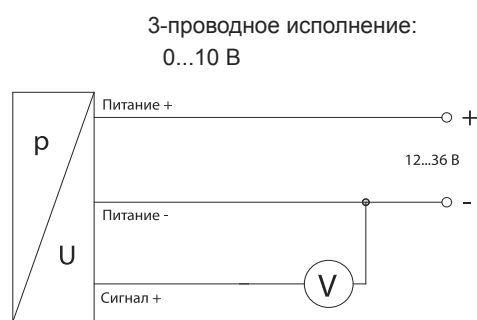 3-проводное исполнение:
0...10 В
Питание +
+
p
12...36 В
-
Питание -
U
V
Сигнал +